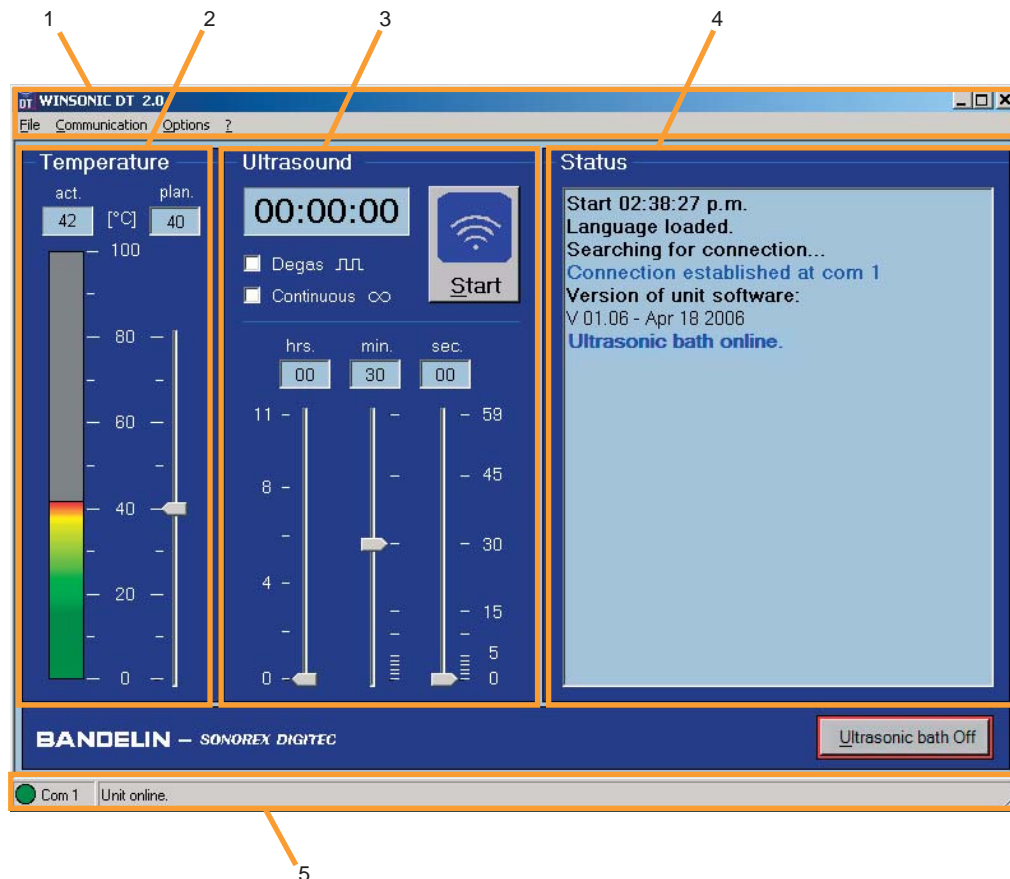 1 2 3 4
WINSONIC DT 2.0
File Communication Options ?
Temperature
act. plan.
42 [°C] 40
100
80
60
40
20
0
Ultrasound
00:00:00
Degas
Continuous ∞
Start
hrs. min. sec.
00 30 00
11 59
45
8
30
4
15
5
0 0
Status
Start 02:38:27 p.m.
Language loaded.
Searching for connection...
Connection established at com 1
Version of unit software:
V 01.06 - Apr 18 2006
Ultrasonic bath online.
BANDELIN – SONOREX DIGITEC
Ultrasonic bath Off
Com 1 Unit online.
5